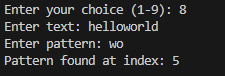 Enter your choice (1-9): 8
Enter text: helloworld
Enter pattern: wo
Pattern found at index: 5